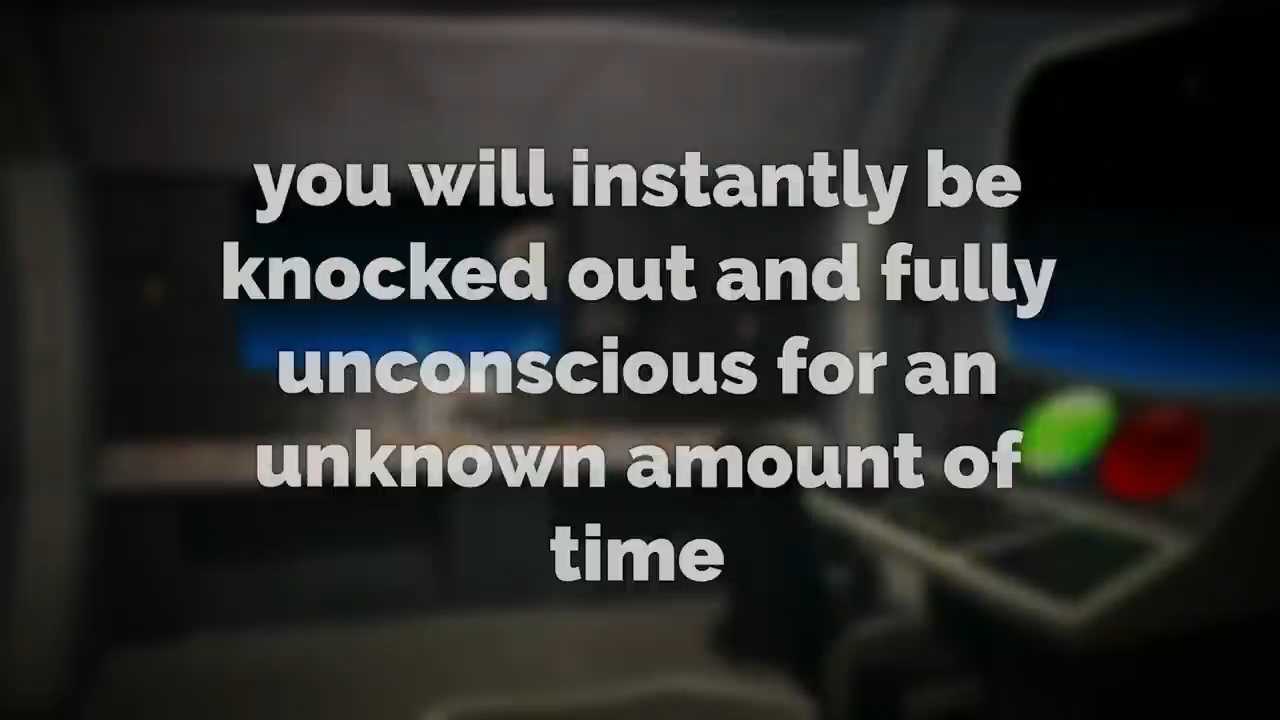 you will instantly be
knocked out and fully
unconscious for an
unknown amount of
time